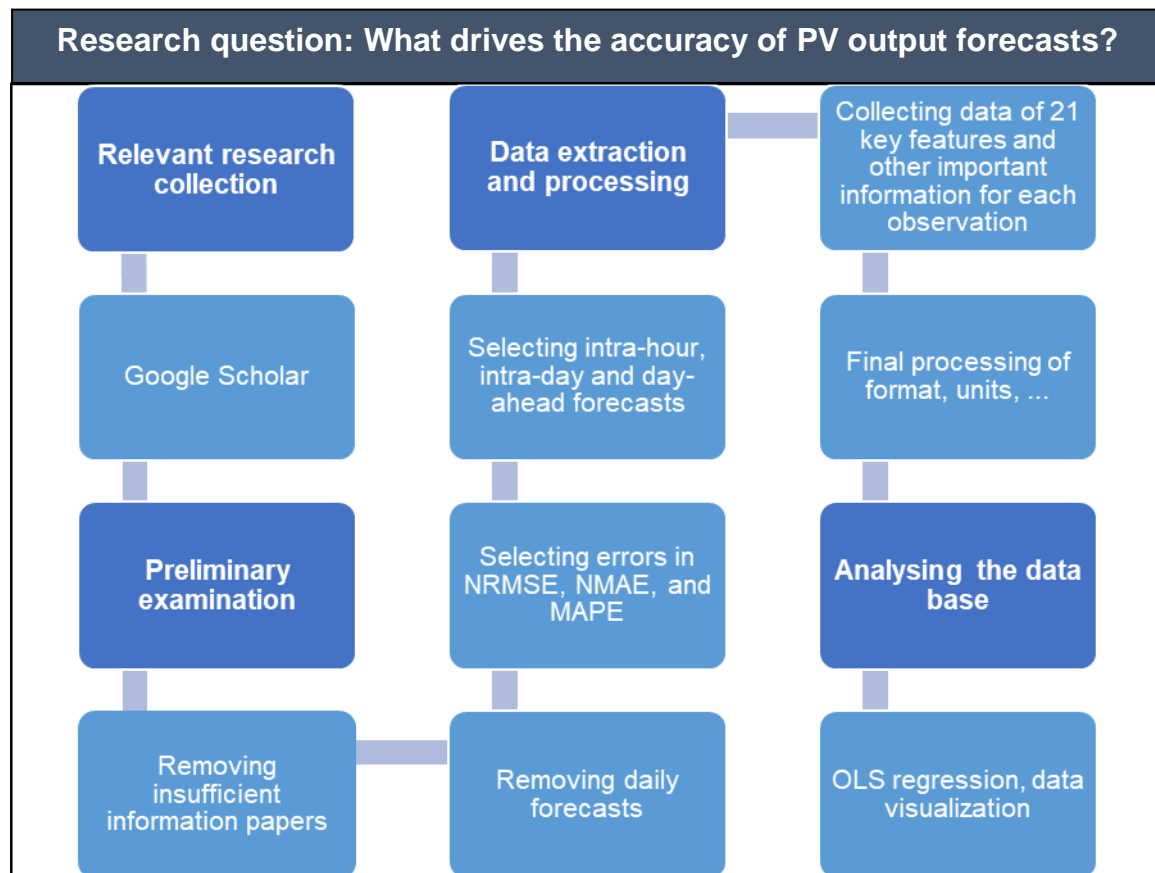 Research question: What drives the accuracy of PV output forecasts?
Relevant research
collection
Google Scholar
Preliminary
examination
Removing
insufficient
information papers
Data extraction
and processing
Selecting intra-hour,
intra-day and day-
ahead forecasts
Selecting errors in
NRMSE, NMAE, and
MAPE
Removing daily
forecasts
Collecting data of 21
key features and
other important
information for each
observation
Final processing of
format, units, ...
Analysing the data
base
OLS regression, data
visualization